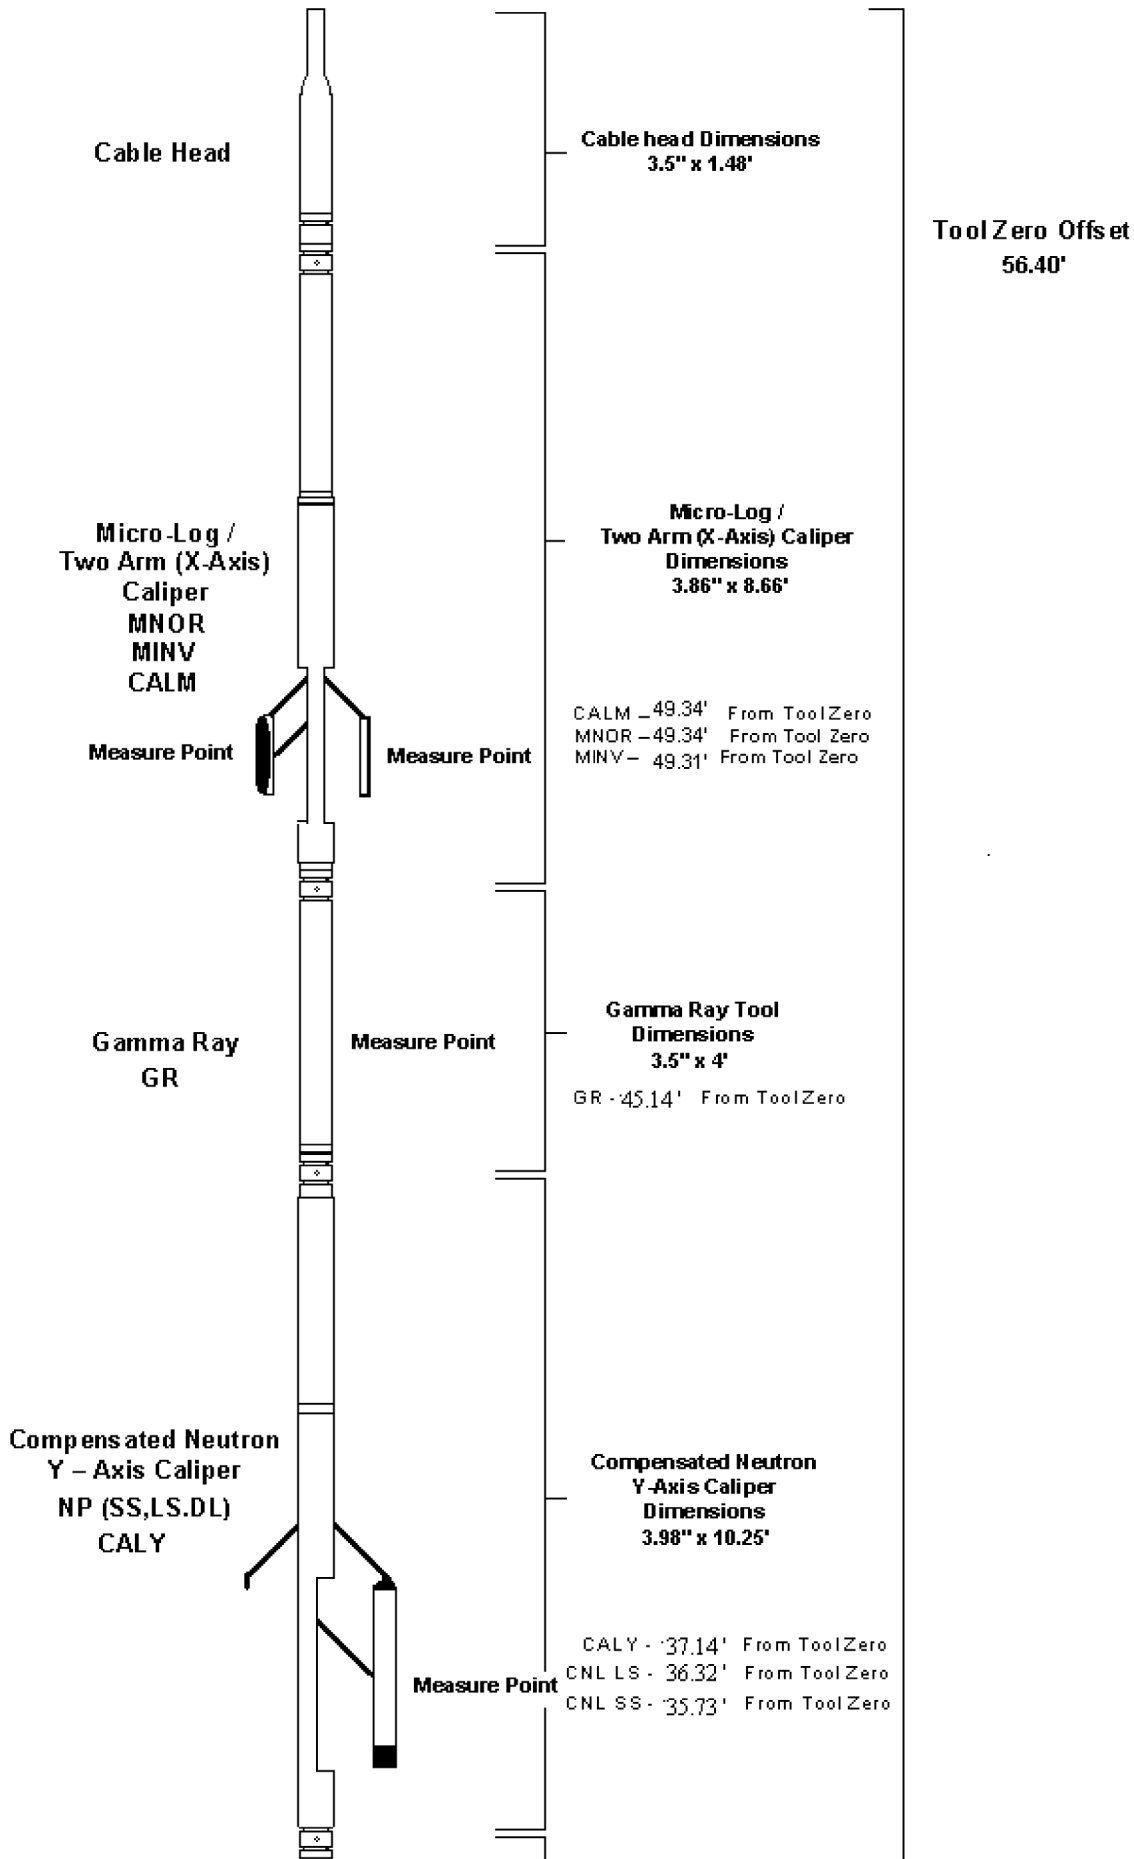 Cable Head
Cable head Dimensions
3.5" x 1.48'
Tool Zero Offset
56.40'
Micro-Log /
Two Arm (X-Axis)
Caliper
MNOR
MINV
CALM
Micro-Log /
Two Arm (X-Axis) Caliper
Dimensions
3.86" x 8.66'
Measure Point
Measure Point
CALM – 49.34' From Tool Zero
MNOR – 49.34' From Tool Zero
MINV – 49.31' From Tool Zero
Gamma Ray
GR
Measure Point
Gamma Ray Tool
Dimensions
3.5" x 4'
GR - 45.14' From Tool Zero
Compensated Neutron
Y – Axis Caliper
NP (SS,LS.DL)
CALY
Compensated Neutron
Y-Axis Caliper
Dimensions
3.98" x 10.25'
Measure Point
CALY - 37.14' From Tool Zero
CNL LS - 36.32' From Tool Zero
CNL SS - 35.73' From Tool Zero